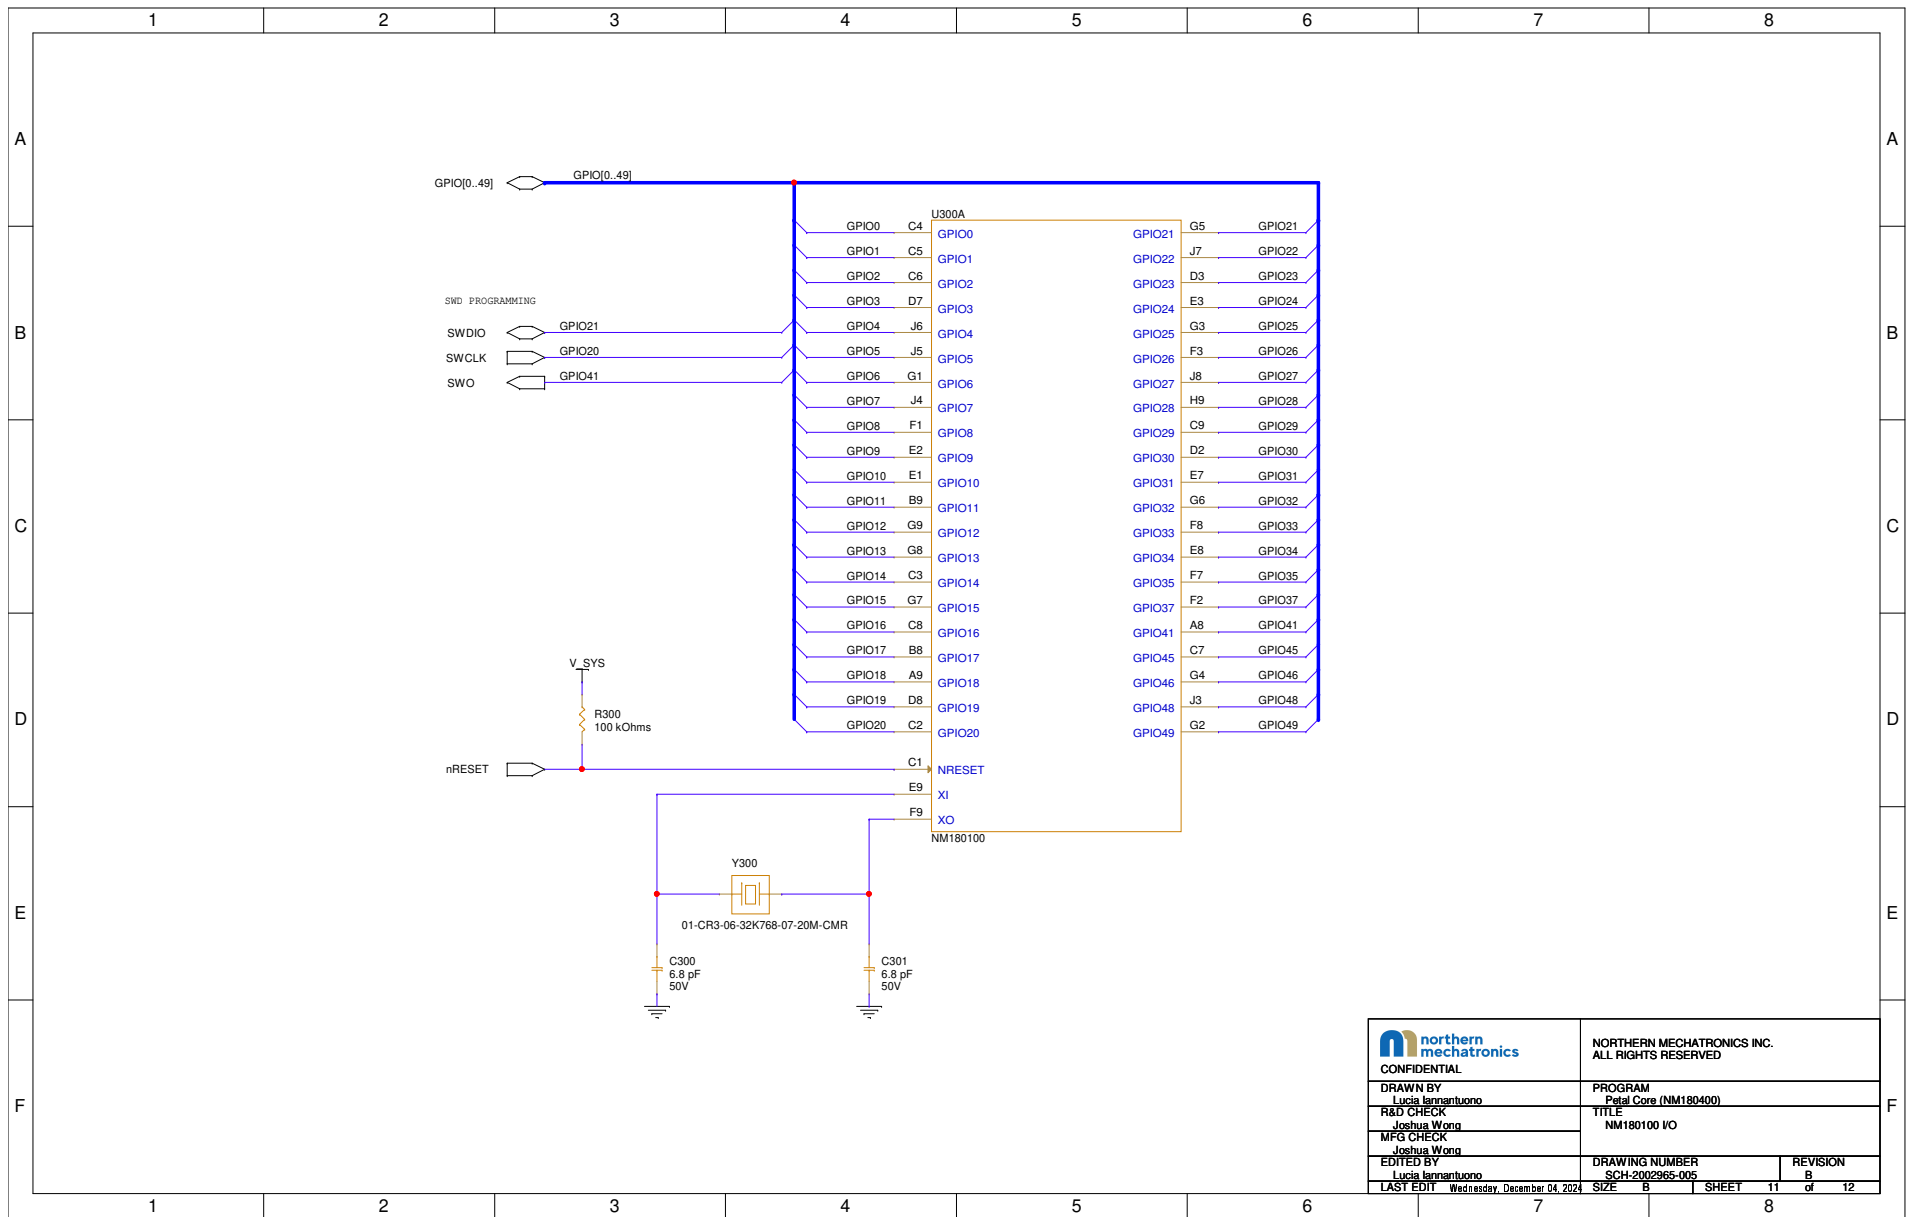 1 2 3 4 5 6 7 8
A A
GPIO[0..49] GPIO[0..49]
U300A
GPIO0 C4 GPIO0 GPIO21 G5 GPIO21
GPIO1 C5 GPIO1 GPIO22 J7 GPIO22
GPIO2 C6 GPIO2 GPIO23 D3 GPIO23
SWD PROGRAMMING
GPIO3 D7 GPIO3 GPIO24 E3 GPIO24
B B
SWDIO GPIO21 GPIO4 J6 GPIO4 GPIO25 G3 GPIO25
SWCLK GPIO20 GPIO5 J5 GPIO5 GPIO26 F3 GPIO26
SWO GPIO41 GPIO6 G1 GPIO6 GPIO27 J8 GPIO27
GPIO7 J4 GPIO7 GPIO28 H9 GPIO28
GPIO8 F1 GPIO8 GPIO29 C9 GPIO29
GPIO9 E2 GPIO9 GPIO30 D2 GPIO30
GPIO10 E1 GPIO10 GPIO31 E7 GPIO31
GPIO11 B9 GPIO11 GPIO32 G6 GPIO32
C C
GPIO12 G9 GPIO12 GPIO33 F8 GPIO33
GPIO13 G8 GPIO13 GPIO34 E8 GPIO34
GPIO14 C3 GPIO14 GPIO35 F7 GPIO35
GPIO15 G7 GPIO15 GPIO37 F2 GPIO37
GPIO16 C8 GPIO16 GPIO41 A8 GPIO41
GPIO17 B8 GPIO17 GPIO45 C7 GPIO45
V_SYS
GPIO18 A9 GPIO18 GPIO46 G4 GPIO46
GPIO19 D8 GPIO19 GPIO48 J3 GPIO48
D D
R300
100 kOhms
GPIO20 C2 GPIO20 GPIO49 G2 GPIO49
nRESET C1 NRESET
E9 XI
F9 XO
NM180100
Y300
E E
01-CR3-06-32K768-07-20M-CMR
C300
6.8 pF
50V
C301
6.8 pF
50V
northern
mechatronics
CONFIDENTIAL
NORTHERN MECHATRONICS INC.
ALL RIGHTS RESERVED
F F
DRAWN BY
Lucia Iannantuono
PROGRAM
Petal Core (NM180400)
R&D CHECK
Joshua Wong
TITLE
NM180100 I/O
MFG CHECK
Joshua Wong
EDITED BY
Lucia Iannantuono
DRAWING NUMBER
SCH-2002965-005
REVISION
B
LAST EDIT Wednesday, December 04, 2024 SIZE B SHEET 11 of 12
1 2 3 4 5 6 7 8